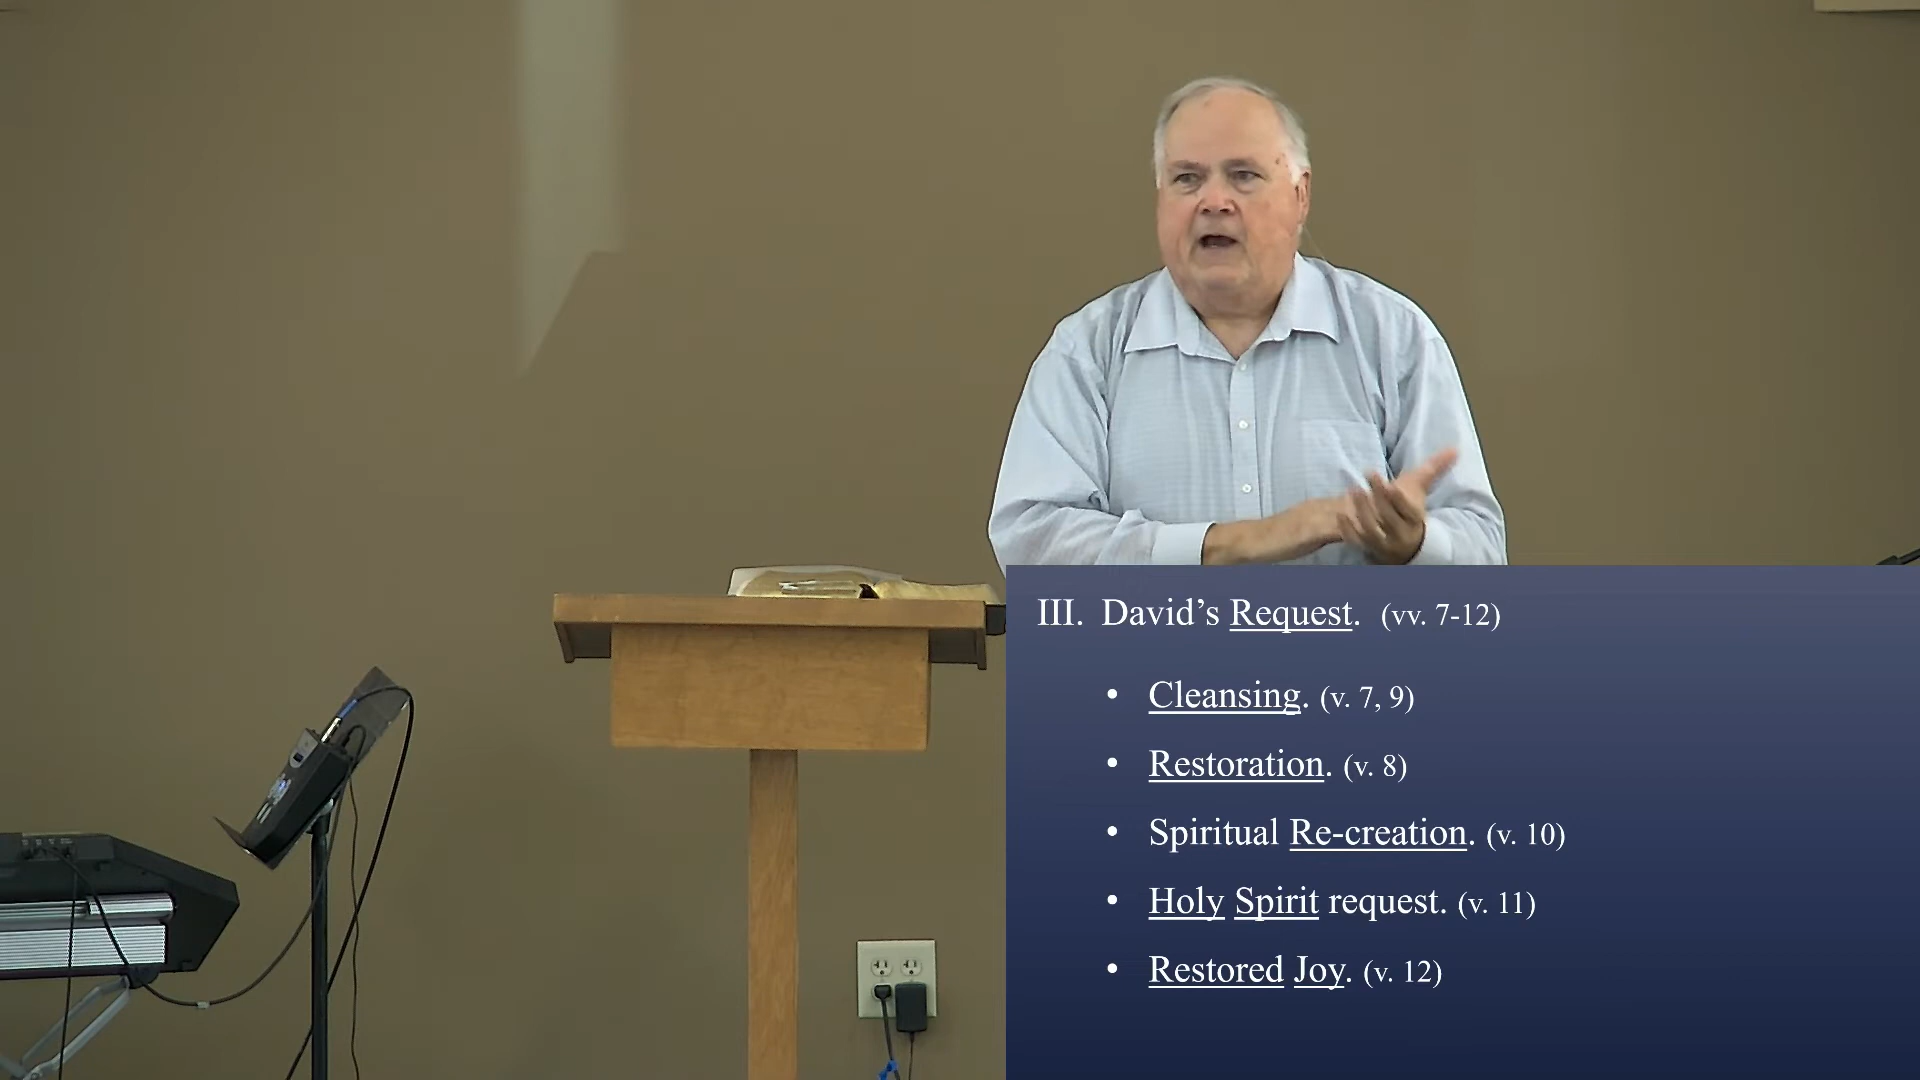 III. David’s Request. (vv. 7-12)
• Cleansing. (v. 7, 9)
• Restoration. (v. 8)
• Spiritual Re-creation. (v. 10)
• Holy Spirit request. (v. 11)
• Restored Joy. (v. 12)